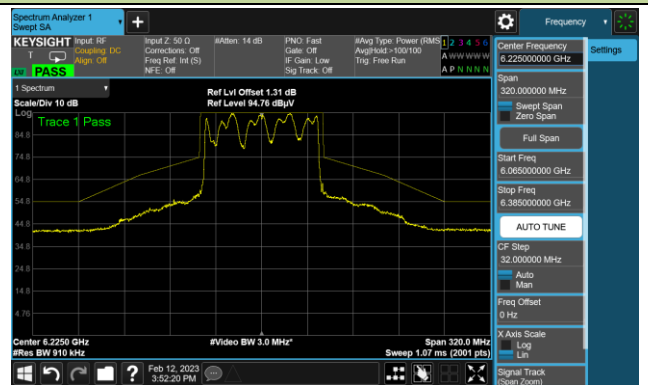 Spectrum Analyzer 1
Swept SA
Frequency
KEYSIGHT Input: RF
Coupling: DC
Align: Off
Input Z: 50 Ω
Corrections: Off
Freq Ref: Int (S)
NFE: Off
#Atten: 14 dB
PNO: Fast
Gate: Off
IF Gain: Low
Sig Track: Off
#Avg Type: Power (RMS
Avg|Hold >100/100
Trig: Free Run
1 2 3 4 5 6
A W W W W W
A P N N N N
LW PASS
1 Spectrum
Scale/Div 10 dB
Ref Lvl Offset 1.31 dB
Ref Level 94.76 dBµV
Log
Trace 1 Pass
84.8
74.8
64.8
54.8
44.8
34.8
24.8
14.8
4.76
Center 6.2250 GHz
#Res BW 910 kHz
#Video BW 3.0 MHz*
Span 320.0 MHz
Sweep 1.07 ms (2001 pts)
Feb 12, 2023
3:52:20 PM
Center Frequency
6.225000000 GHz
Settings
Span
320.000000 MHz
Swept Span
Zero Span
Full Span
Start Freq
6.065000000 GHz
Stop Freq
6.385000000 GHz
AUTO TUNE
CF Step
32.000000 MHz
Auto
Man
Freq Offset
0 Hz
X Axis Scale
Log
Lin
Signal Track
(Span Zoom)